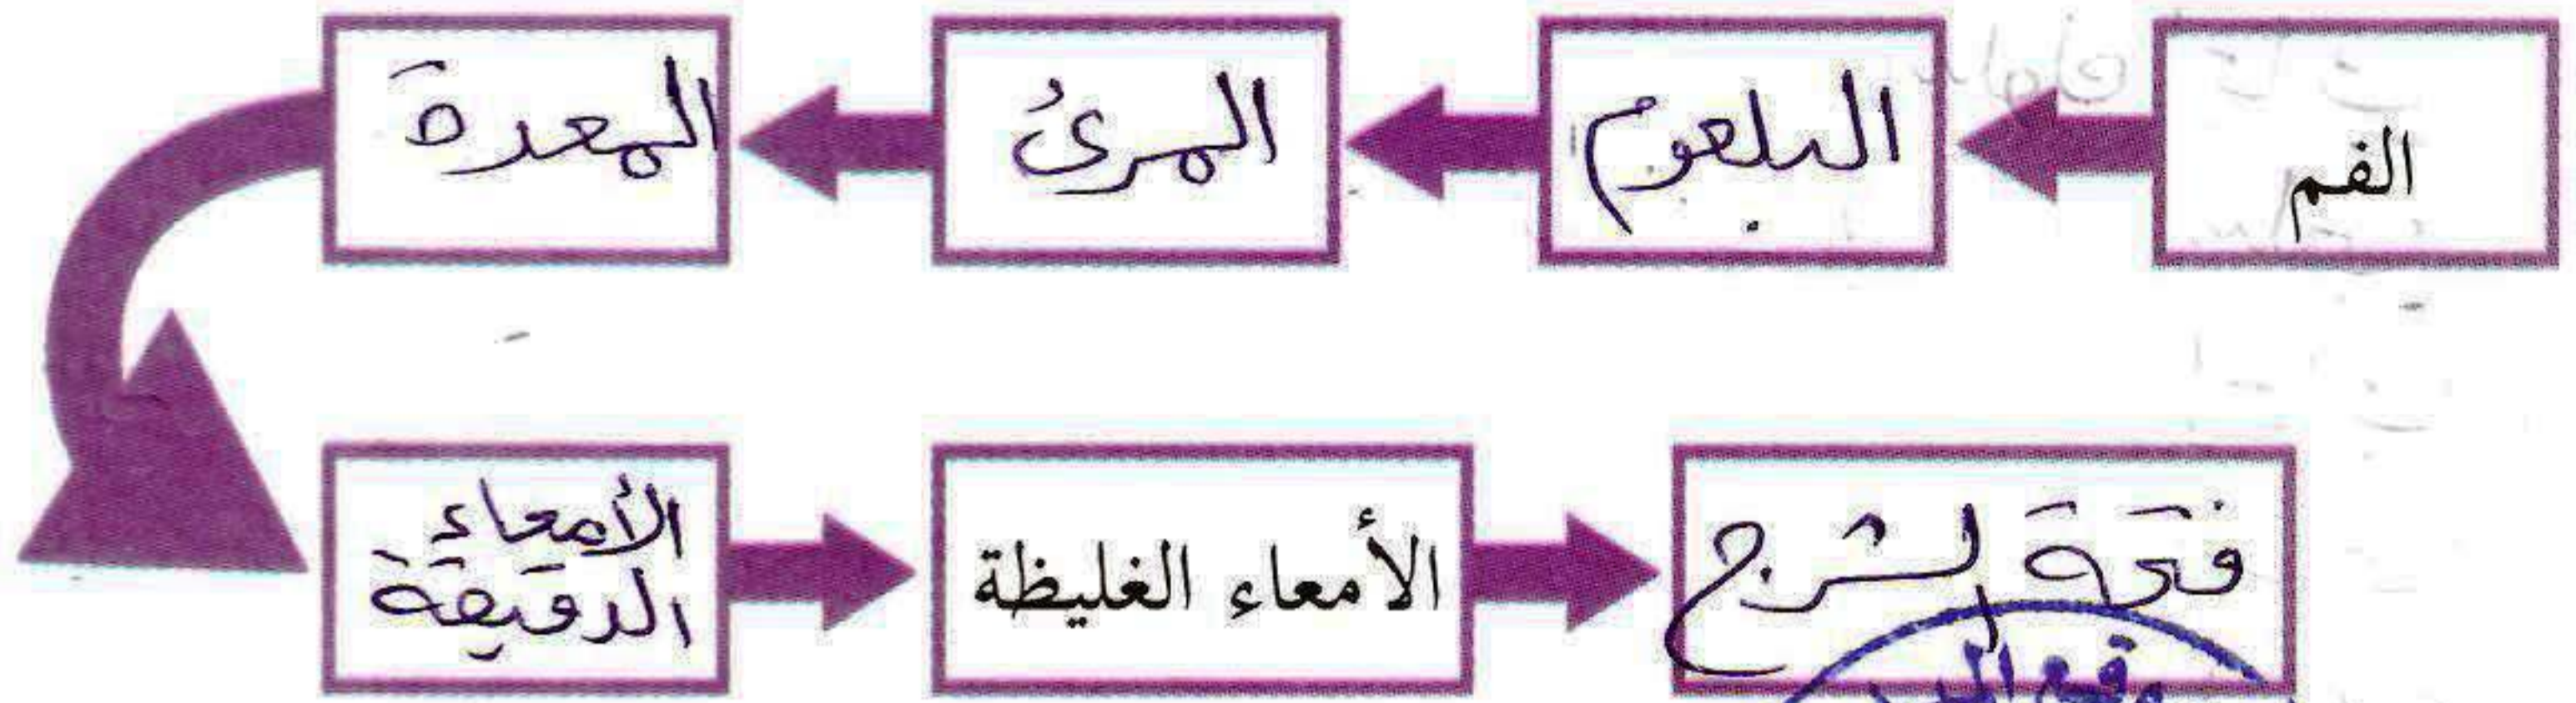 الفم
البلعوم
المرئ
المعدة
الأمعاء
الدقيقة
الأمعاء الغليظة
فتحة الشرج